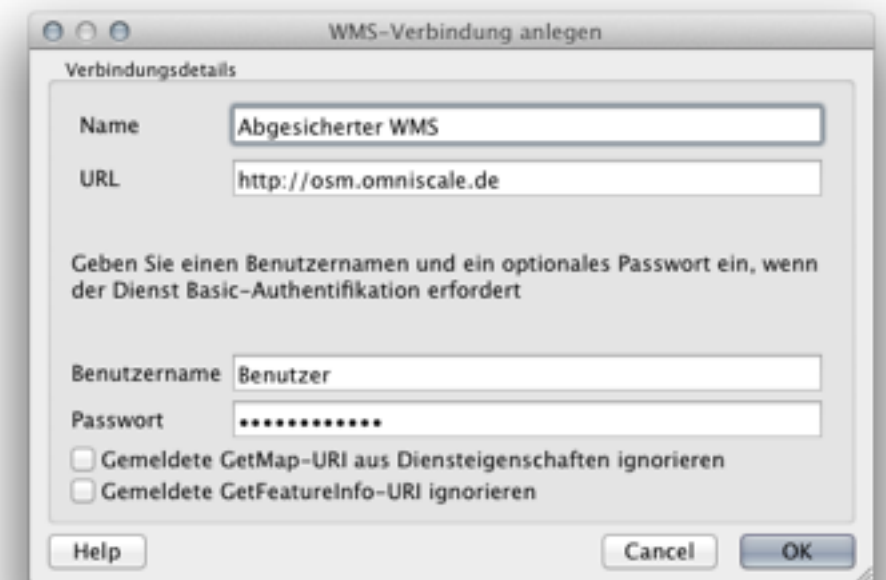 WMS-Verbindung anlegen
Verbindungsdetails
Name Abgesicherter WMS
URL http://osm.omniscale.de
Geben Sie einen Benutzernamen und ein optionales Passwort ein, wenn
der Dienst Basic-Authentifikation erfordert
Benutzername Benutzer
Passwort ••••••••••••
Gemeldete GetMap-URI aus Diensteigenschaften ignorieren
Gemeldete GetFeatureInfo-URI ignorieren
Help Cancel OK